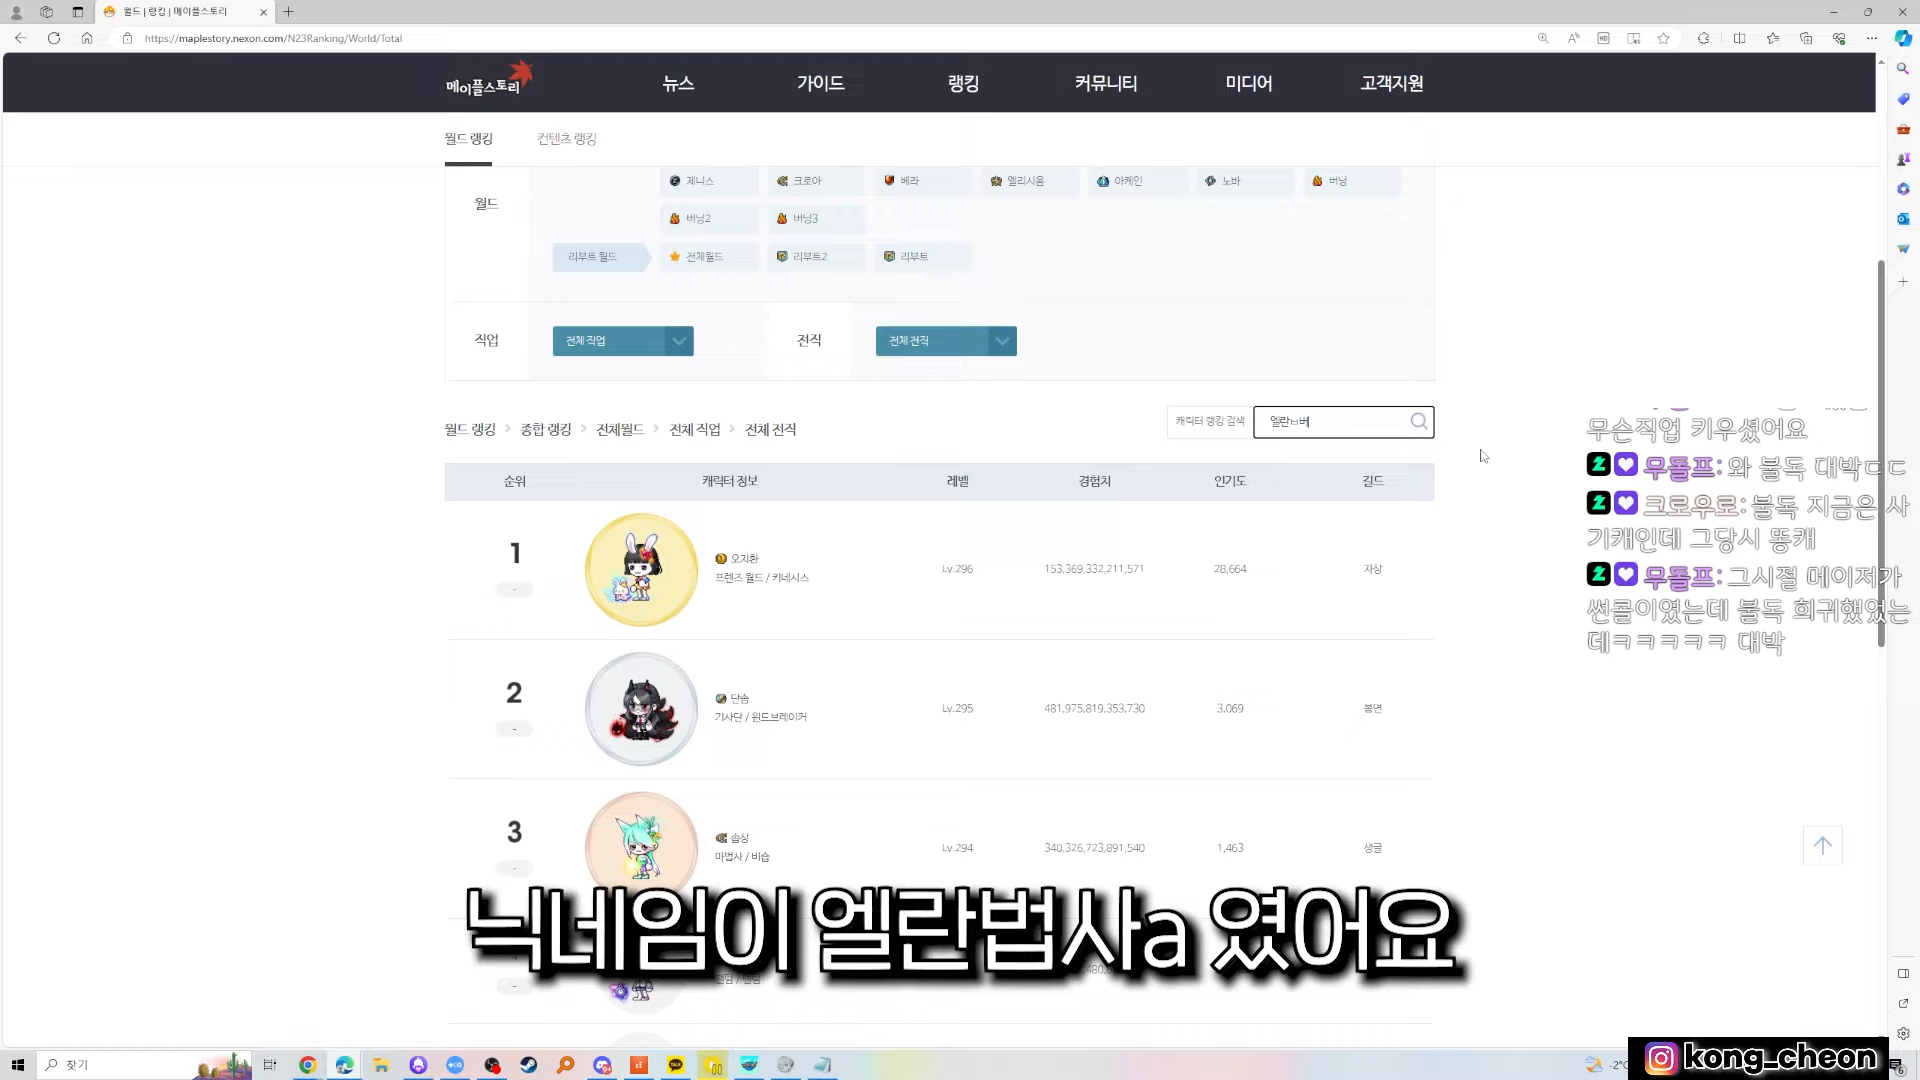 월드 | 랭킹 | 메이플스토리
https://maplestory.nexon.com/N23Ranking/World/Total
메이플스토리
뉴스
가이드
랭킹
커뮤니티
미디어
고객지원
월드 랭킹
컨텐츠 랭킹
월드
제니스
크로아
베라
엘리시움
아케인
노바
버닝
버닝2
버닝3
리부트 월드
전체월드
리부트2
리부트
직업
전체 직업
전직
전체 전직
월드 랭킹 > 종합 랭킹 > 전체월드 > 전체 직업 > 전체 전직
캐릭터 랭킹 검색
엘란ㅂ버
순위
캐릭터 정보
레벨
경험치
인기도
길드
1
오지환
프렌즈 월드 / 키네시스
Lv.296
153,369,332,211,571
28,664
자상
2
단솜
기사단 / 윈드브레이커
Lv.295
481,975,819,353,730
3,069
봉연
3
솝상
마법사 / 비숍
Lv.294
340,326,723,891,540
1,463
생글
무슨직업 키우셨어요
무돌프: 와 불독 대박ㄷㄷ
크로우로: 불독 지금은 사
기캐인데 그당시 똥캐
무돌프: 그시절 메이저가
썬콜이였는데 불독 희귀했었는
데ㅋㅋㅋㅋㅋ 대박
닉네임이 엘란법사a 였어요
찾기
-2°C
kong_cheon